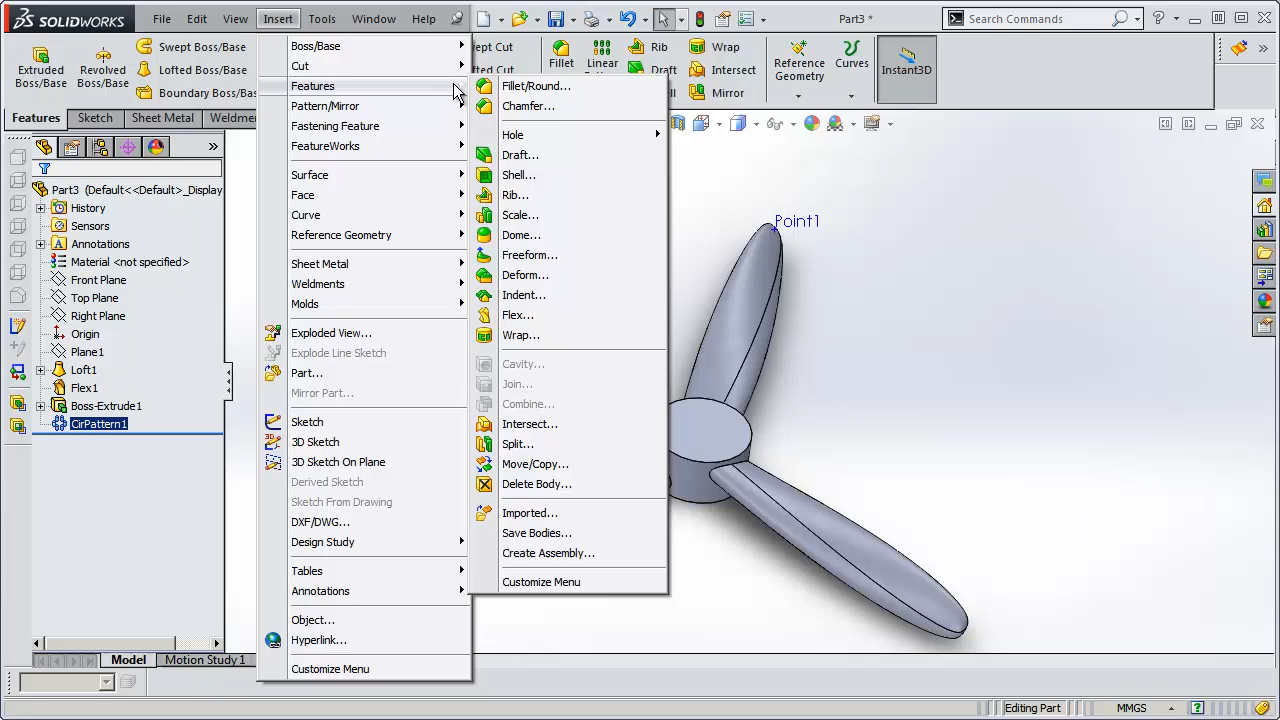 SOLIDWORKS
File Edit View Insert Tools Window Help
Part3 *
Search Commands
Extruded Boss/Base
Revolved Boss/Base
Swept Boss/Base
Lofted Boss/Base
Boundary Boss/Bas
ept Cut
Fillet
Linear
Rib
Draft
Wrap
Intersect
Mirror
Reference Geometry
Curves
Instant3D
Features Sketch Sheet Metal Weldmen
Part3 (Default<<Default>_Display
History
Sensors
Annotations
Material <not specified>
Front Plane
Top Plane
Right Plane
Origin
Plane1
Loft1
Flex1
Boss-Extrude1
CirPattern1
Boss/Base
Cut
Features
Pattern/Mirror
Fastening Feature
FeatureWorks
Surface
Face
Curve
Reference Geometry
Sheet Metal
Weldments
Molds
Exploded View...
Explode Line Sketch
Part...
Mirror Part...
Sketch
3D Sketch
3D Sketch On Plane
Derived Sketch
Sketch From Drawing
DXF/DWG...
Design Study
Tables
Annotations
Object...
Hyperlink...
Customize Menu
Fillet/Round...
Chamfer...
Hole
Draft...
Shell...
Rib...
Scale...
Dome...
Freeform...
Deform...
Indent...
Flex...
Wrap...
Cavity...
Join...
Combine...
Intersect...
Split...
Move/Copy...
Delete Body...
Imported...
Save Bodies...
Create Assembly...
Customize Menu
Point1
Model Motion Study 1
Editing Part MMGS